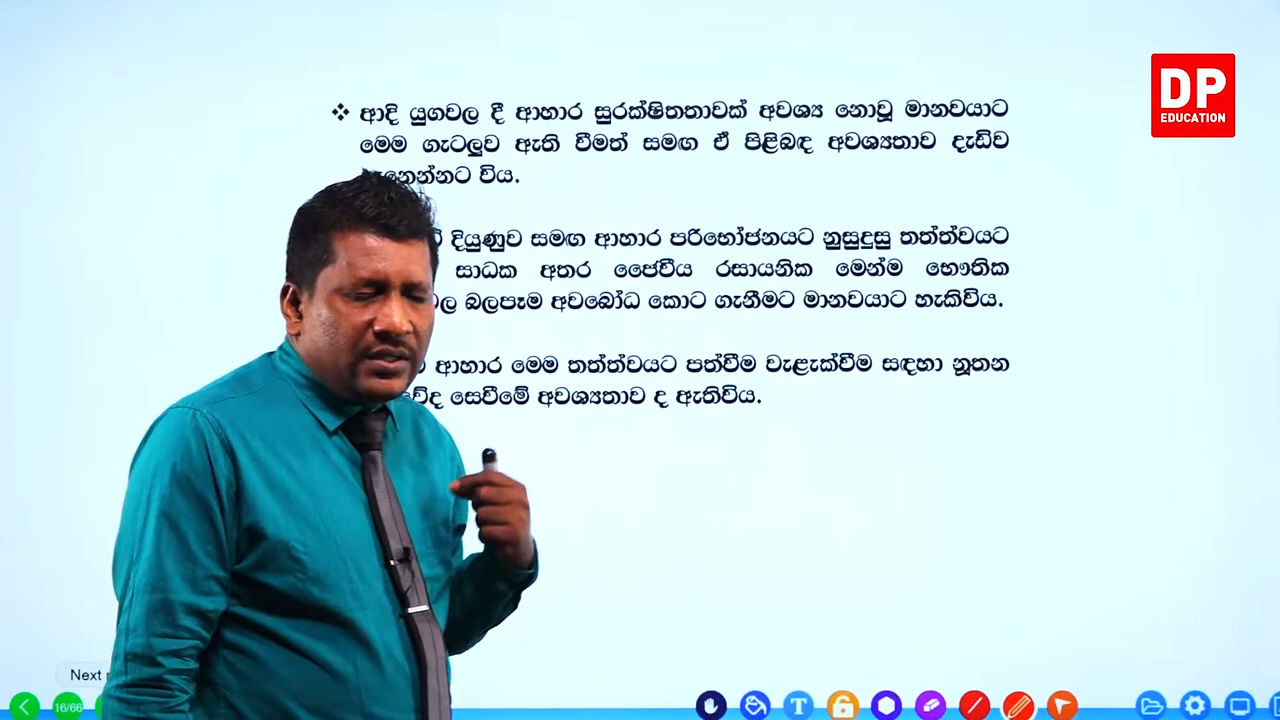 DP
EDUCATION
❖ ආදි යුගවල දී ආහාර සුරක්ෂිතතාවක් අවශ්‍ය නොවූ මානවයාට
මෙම ගැටලුව ඇති වීමත් සමඟ ඒ පිළිබඳ අවශ්‍යතාව දැඩිව
විය.
දියුණුව සමඟ ආහාර පරිභෝජනයට නුසුදුසු තත්ත්වයට
සාධක අතර ජෛවීය රසායනික මෙන්ම භෞතික
බලපෑම අවබෝධ කොට ගැනීමට මානවයාට හැකිවිය.
ආහාර මෙම තත්ත්වයට පත්වීම වැළැක්වීම සඳහා නූතන
සෙවීමේ අවශ්‍යතාව ද ඇතිවිය.
Next
16/66
T